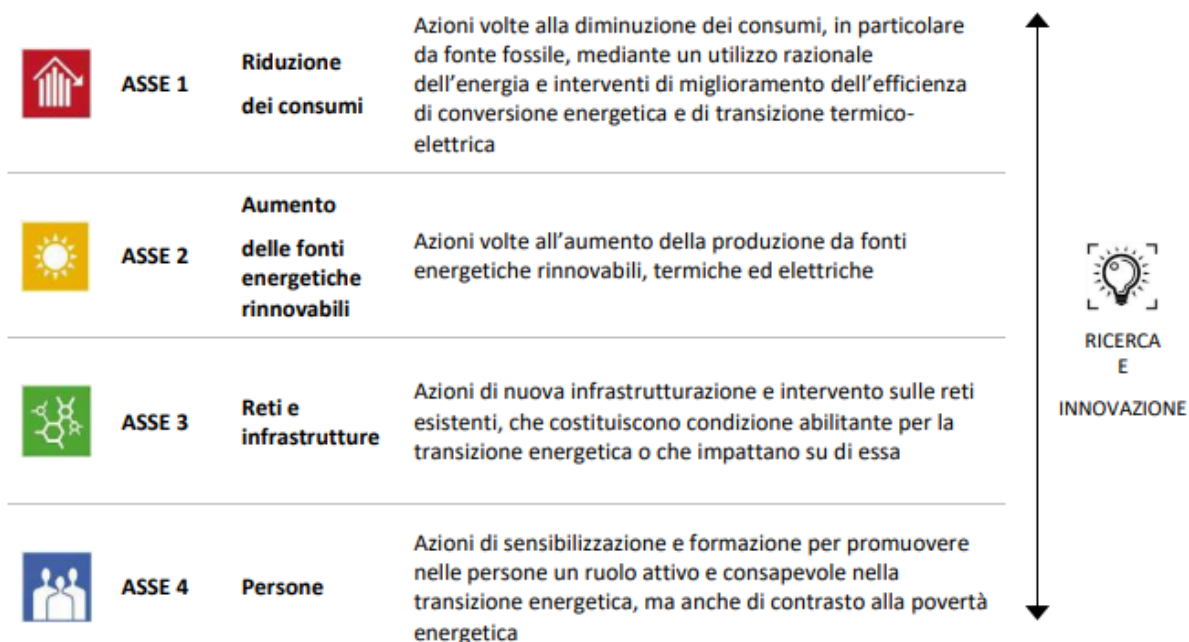 ASSE 1
Riduzione
dei consumi
Azioni volte alla diminuzione dei consumi, in particolare
da fonte fossile, mediante un utilizzo razionale
dell’energia e interventi di miglioramento dell’efficienza
di conversione energetica e di transizione termico-
elettrica
ASSE 2
Aumento
delle fonti
energetiche
rinnovabili
Azioni volte all’aumento della produzione da fonti
energetiche rinnovabili, termiche ed elettriche
ASSE 3
Reti e
infrastrutture
Azioni di nuova infrastrutturazione e intervento sulle reti
esistenti, che costituiscono condizione abilitante per la
transizione energetica o che impattano su di essa
ASSE 4
Persone
Azioni di sensibilizzazione e formazione per promuovere
nelle persone un ruolo attivo e consapevole nella
transizione energetica, ma anche di contrasto alla povertà
energetica
RICERCA
E
INNOVAZIONE